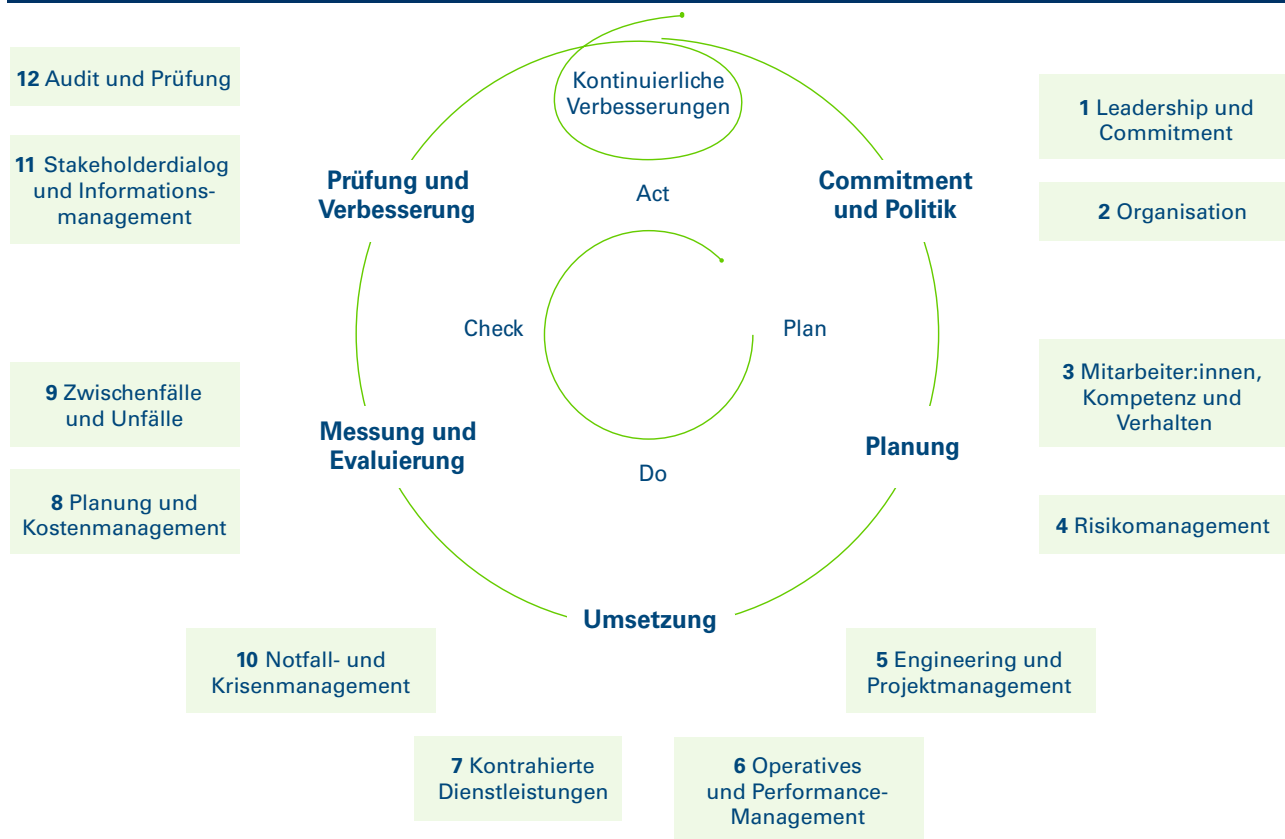 Kontinuierliche
Verbesserungen
12 Audit und Prüfung
11 Stakeholderdialog
und Informations-
management
Prüfung und
Verbesserung
Act
Commitment
und Politik
1 Leadership und
Commitment
2 Organisation
Check
Plan
3 Mitarbeiter:innen,
Kompetenz und
Verhalten
9 Zwischenfälle
und Unfälle
Messung und
Evaluierung
Planung
Do
8 Planung und
Kostenmanagement
4 Risikomanagement
Umsetzung
10 Notfall- und
Krisenmanagement
5 Engineering und
Projektmanagement
7 Kontrahierte
Dienstleistungen
6 Operatives
und Performance-
Management